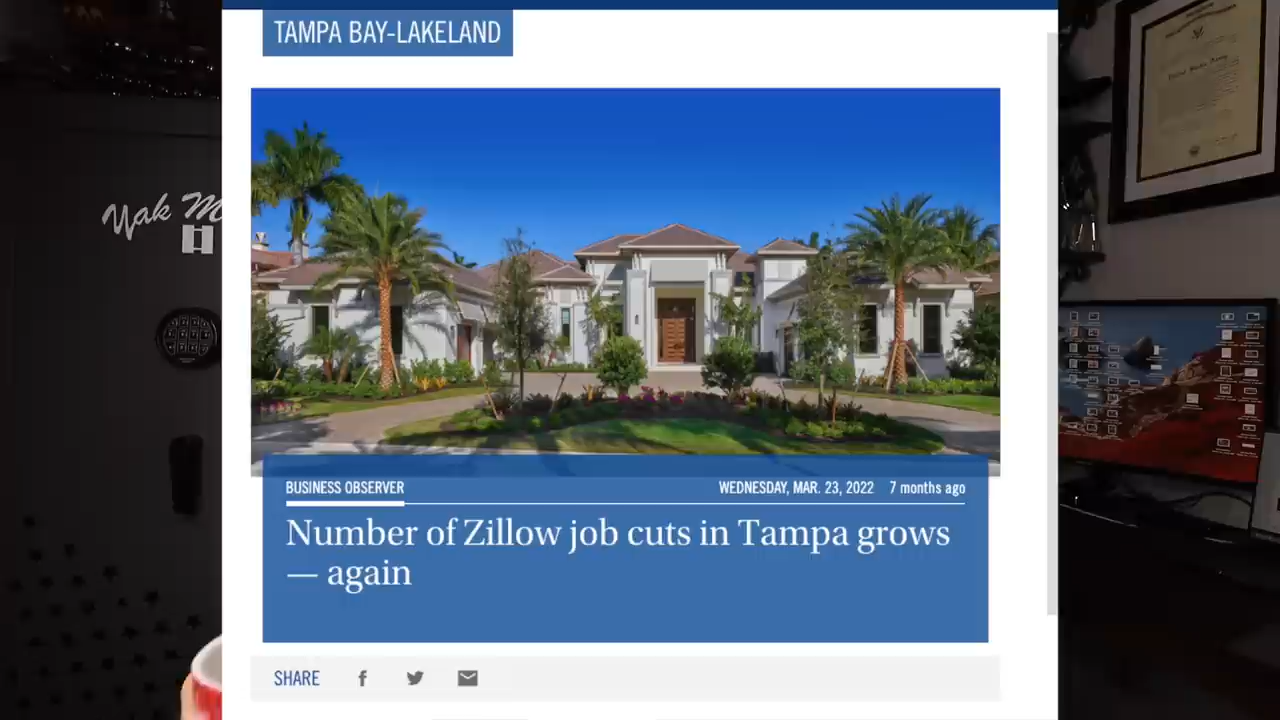 TAMPA BAY-LAKELAND
Yak M
BUSINESS OBSERVER
WEDNESDAY, MAR. 23, 2022 7 months ago
Number of Zillow job cuts in Tampa grows
— again
SHARE